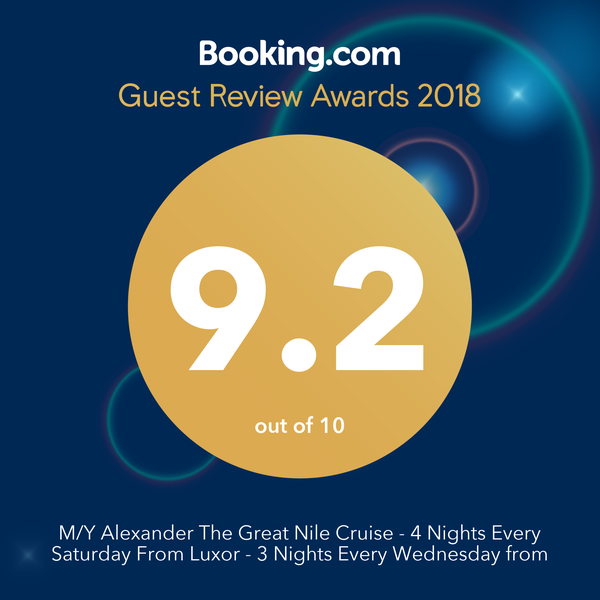 Booking.com
Guest Review Awards 2018
9.2
out of 10
M/Y Alexander The Great Nile Cruise - 4 Nights Every
Saturday From Luxor - 3 Nights Every Wednesday from